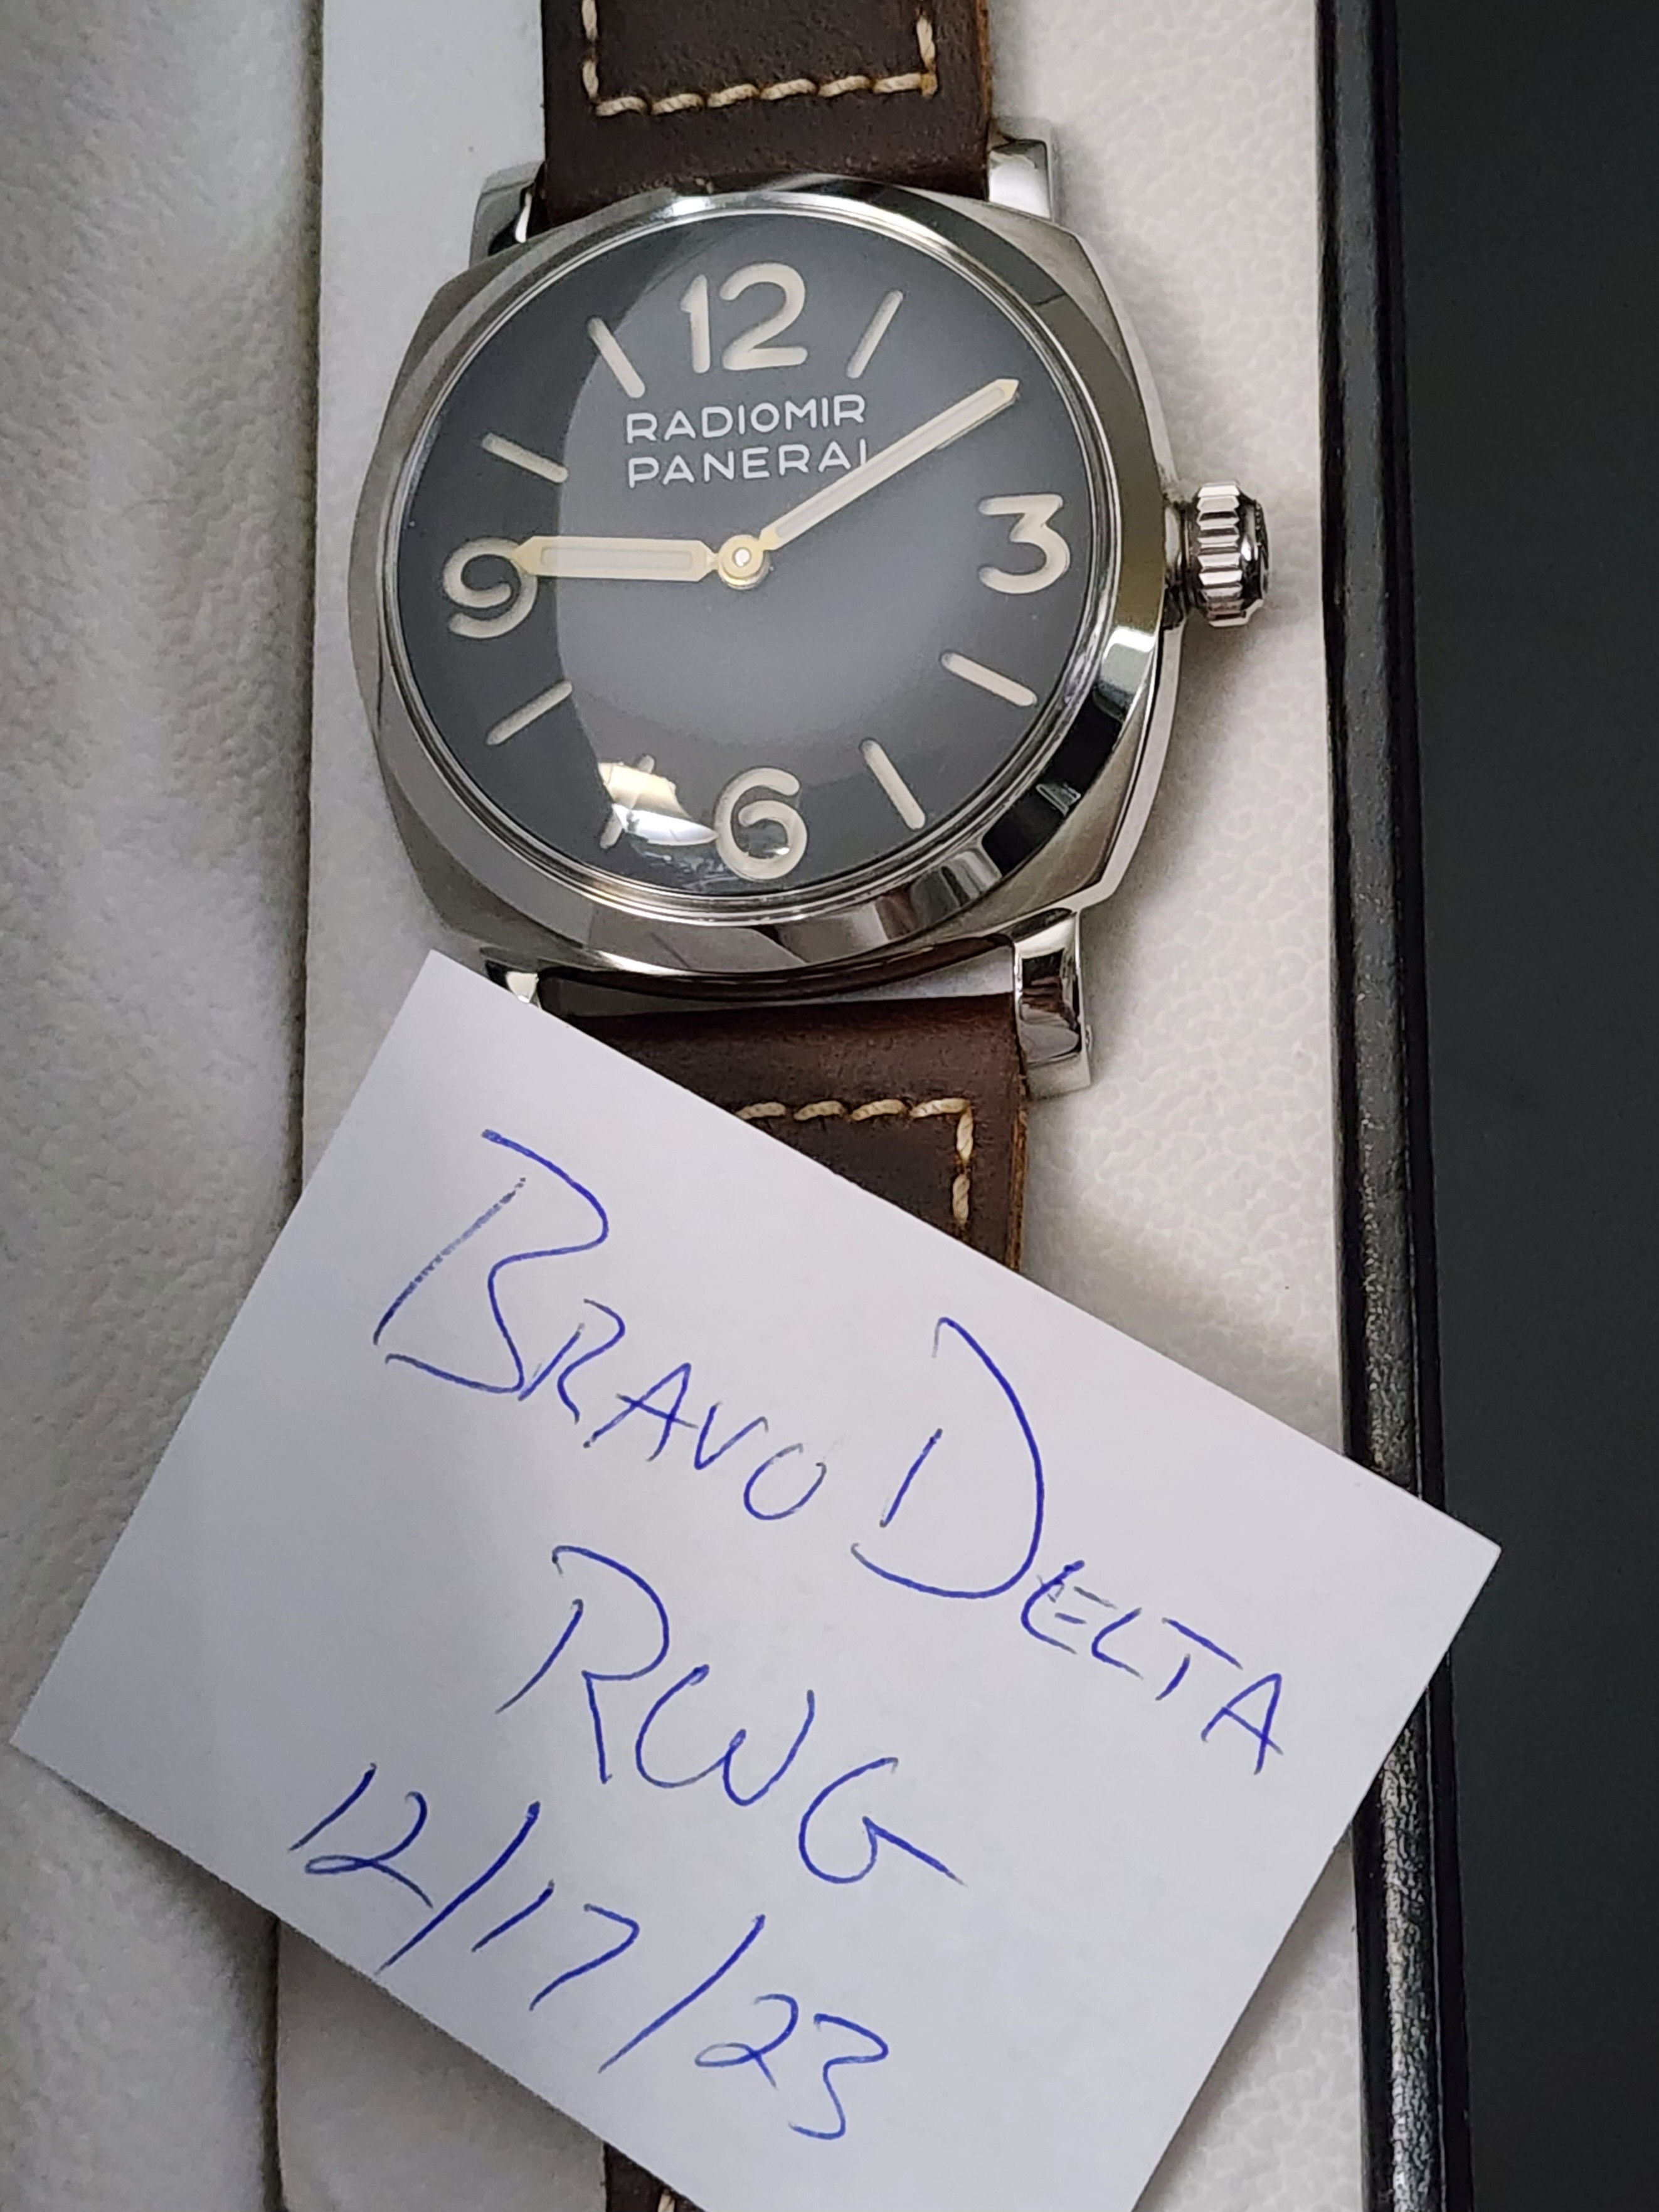 12
RADIOMIR
PANERAI
9
3
6
BRAVO DELTA
RWG
12/17/23